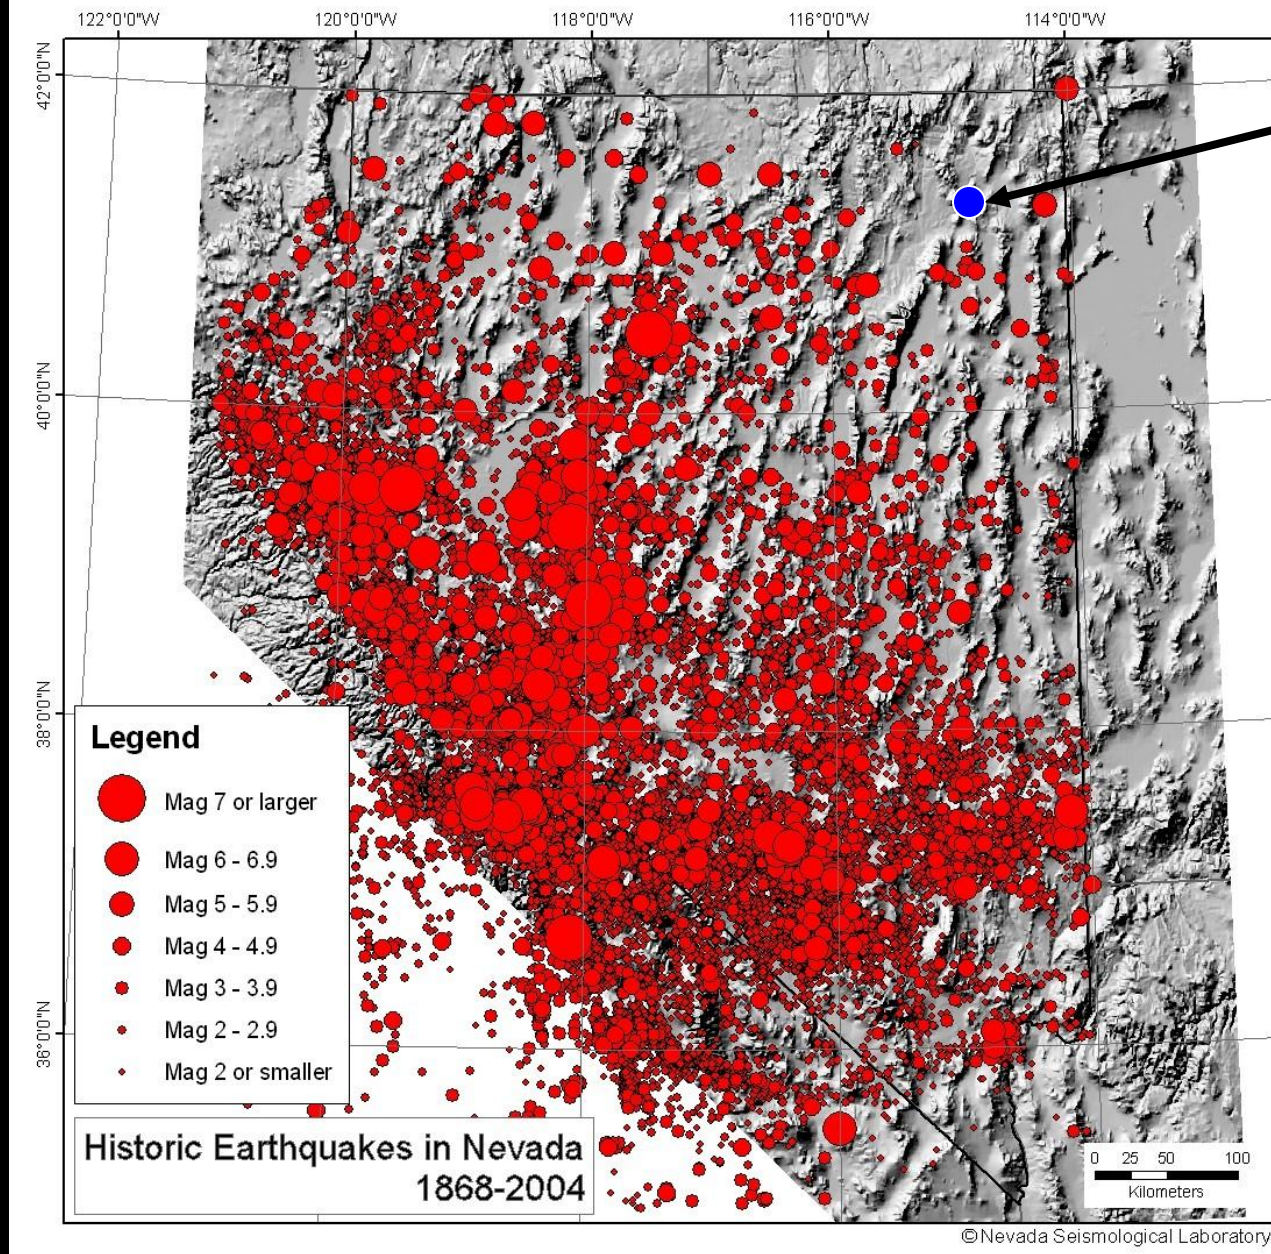 122°0'0"W
120°0'0"W
118°0'0"W
116°0'0"W
114°0'0"W
42°0'0"N
40°0'0"N
38°0'0"N
36°0'0"N
Legend
Mag 7 or larger
Mag 6 - 6.9
Mag 5 - 5.9
Mag 4 - 4.9
Mag 3 - 3.9
Mag 2 - 2.9
Mag 2 or smaller
Historic Earthquakes in Nevada
1868-2004
0 25 50 100
Kilometers
©Nevada Seismological Laboratory